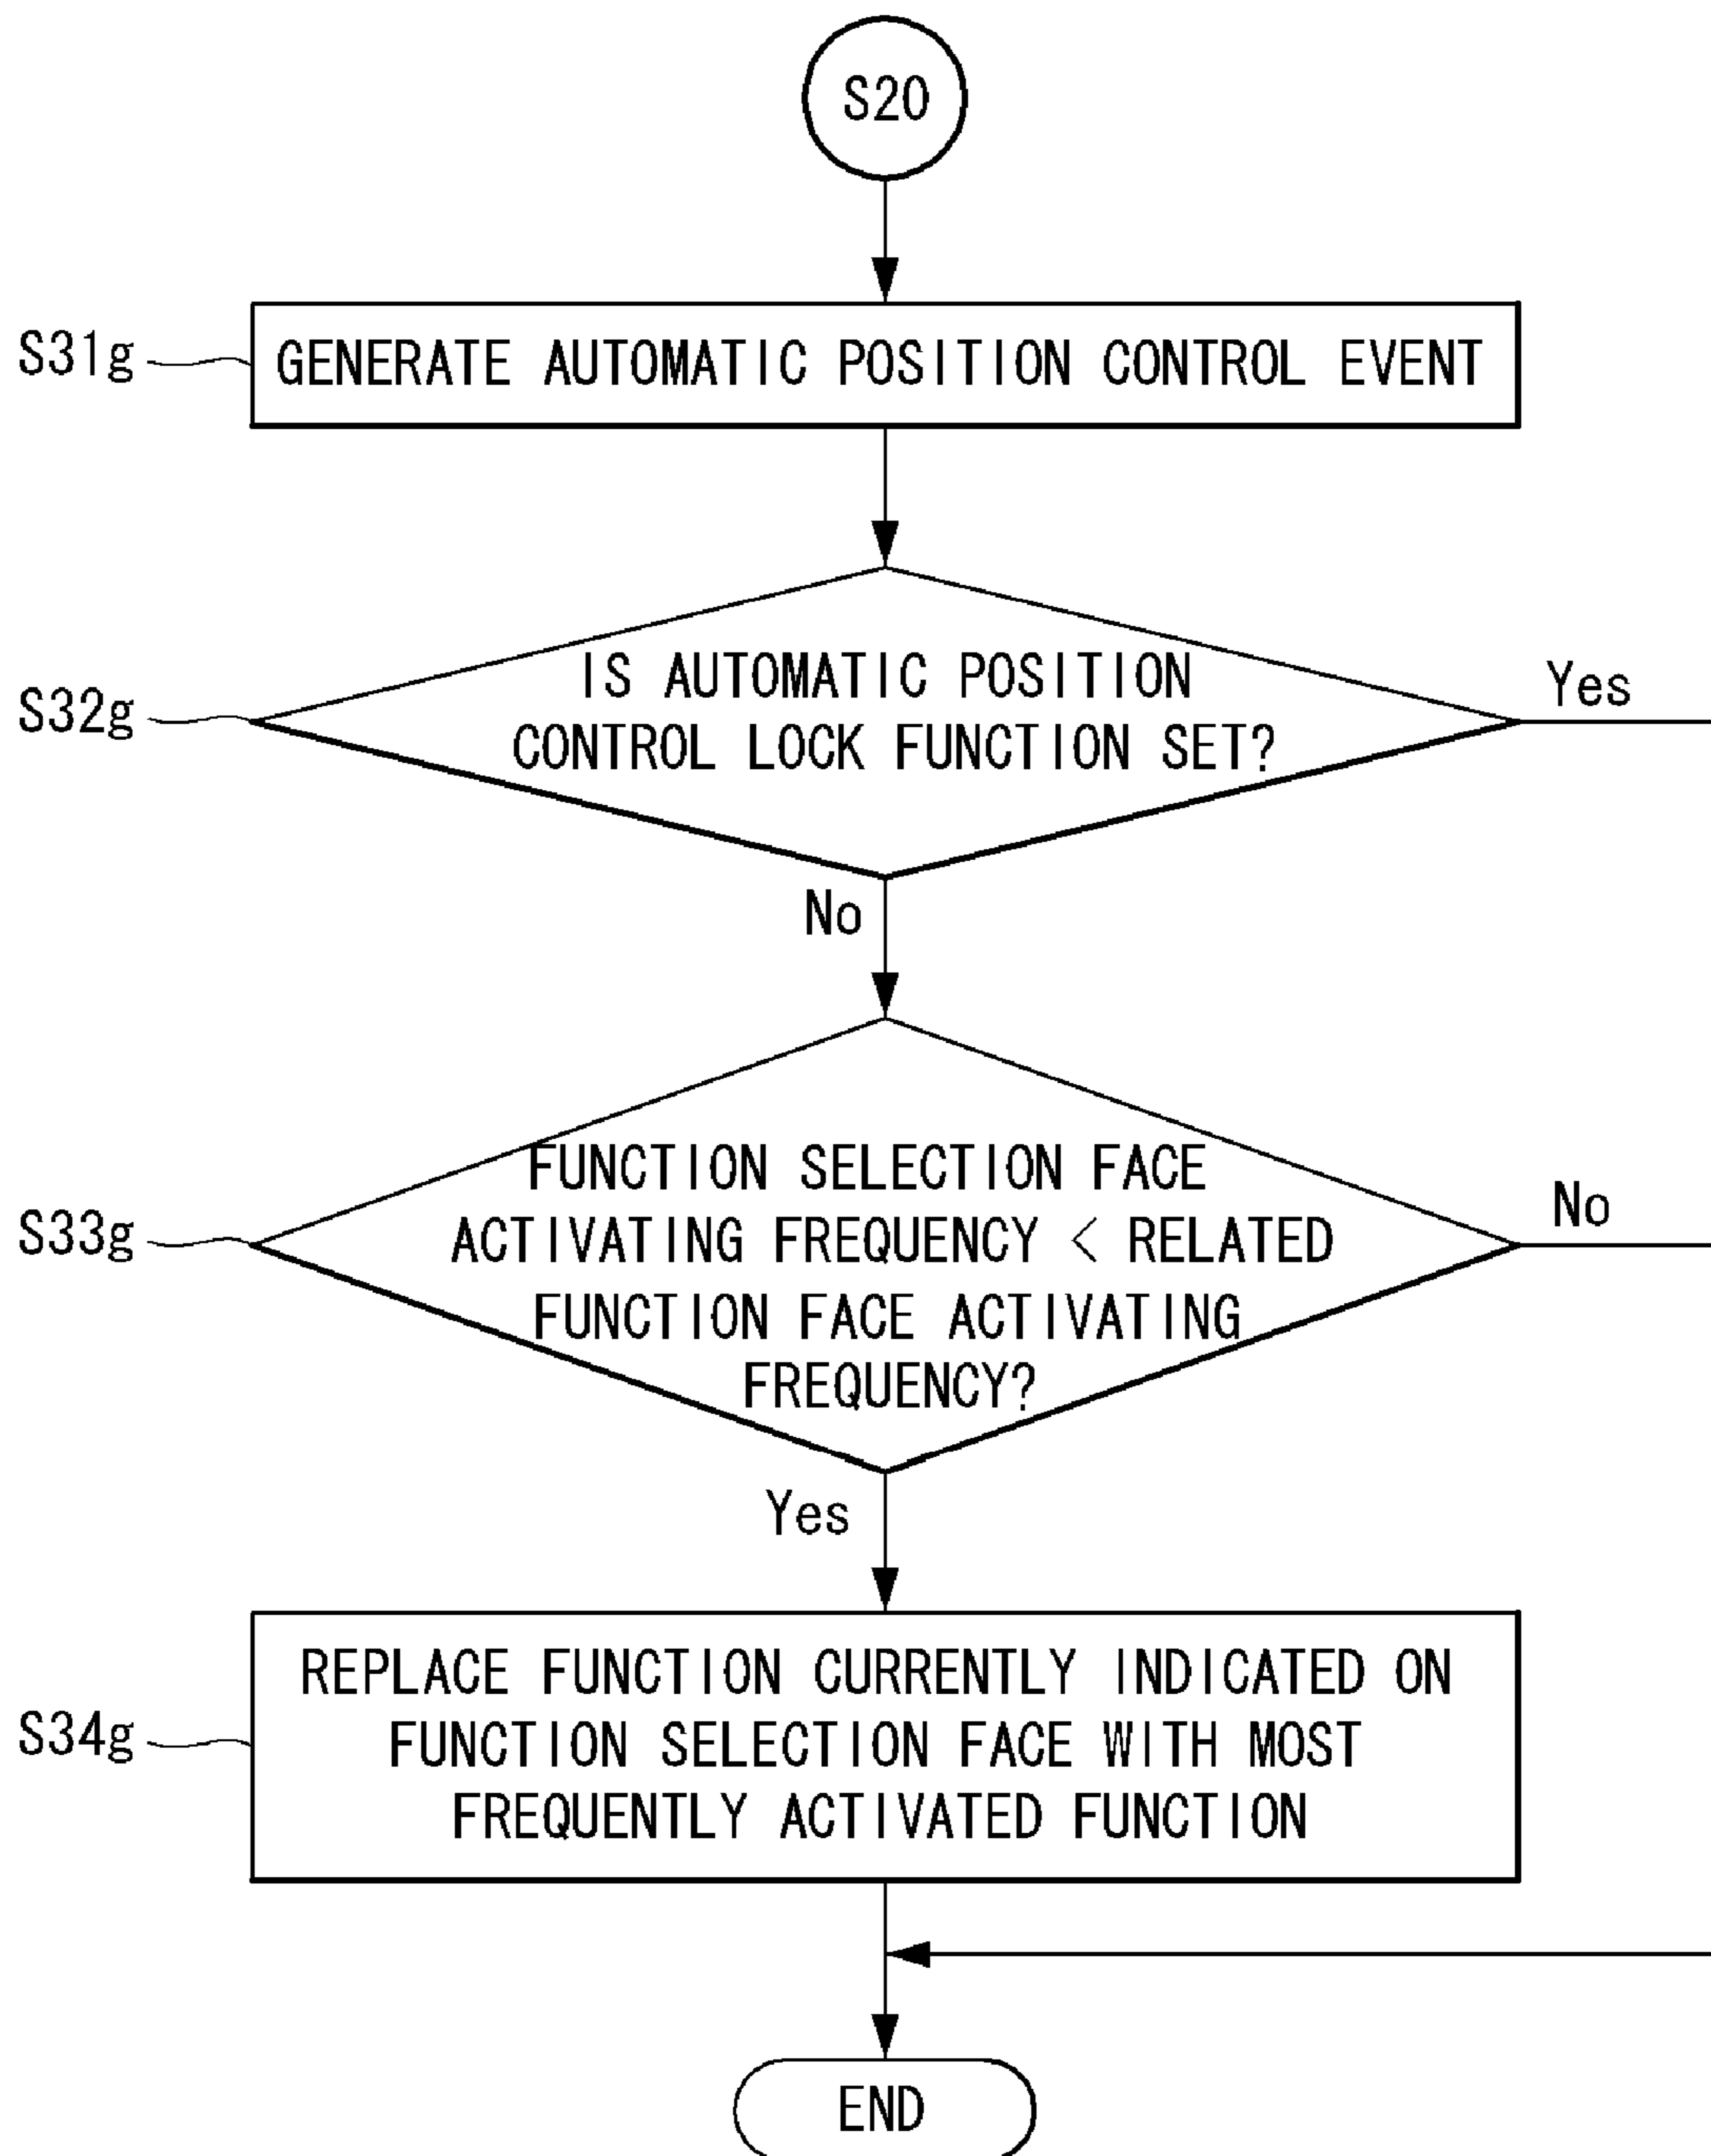 S20
S31g
GENERATE AUTOMATIC POSITION CONTROL EVENT
S32g
IS AUTOMATIC POSITION
CONTROL LOCK FUNCTION SET?
Yes
No
S33g
FUNCTION SELECTION FACE
ACTIVATING FREQUENCY < RELATED
FUNCTION FACE ACTIVATING
FREQUENCY?
No
Yes
S34g
REPLACE FUNCTION CURRENTLY INDICATED ON
FUNCTION SELECTION FACE WITH MOST
FREQUENTLY ACTIVATED FUNCTION
END